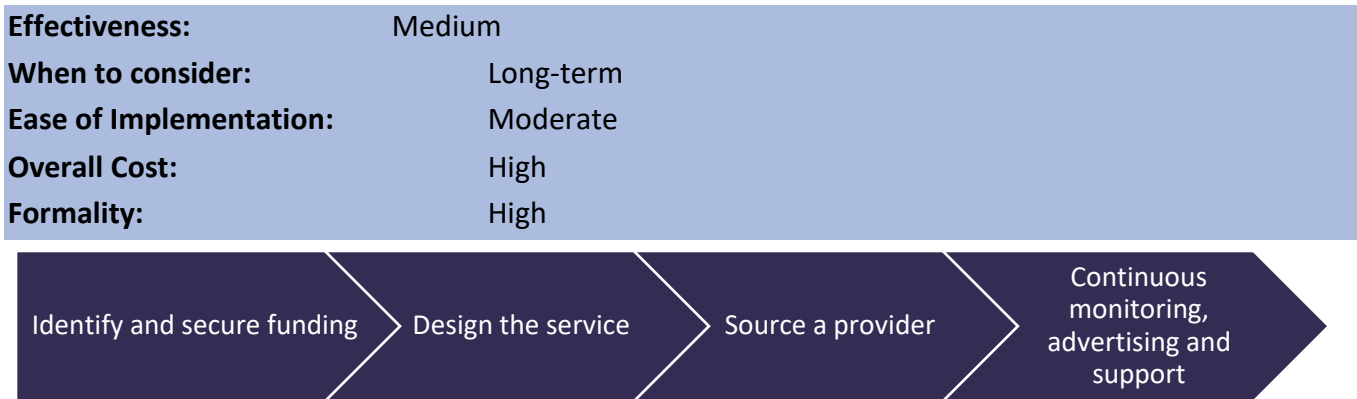 Effectiveness: Medium
When to consider: Long-term
Ease of Implementation: Moderate
Overall Cost: High
Formality: High
Identify and secure funding
Design the service
Source a provider
Continuous
monitoring,
advertising and
support